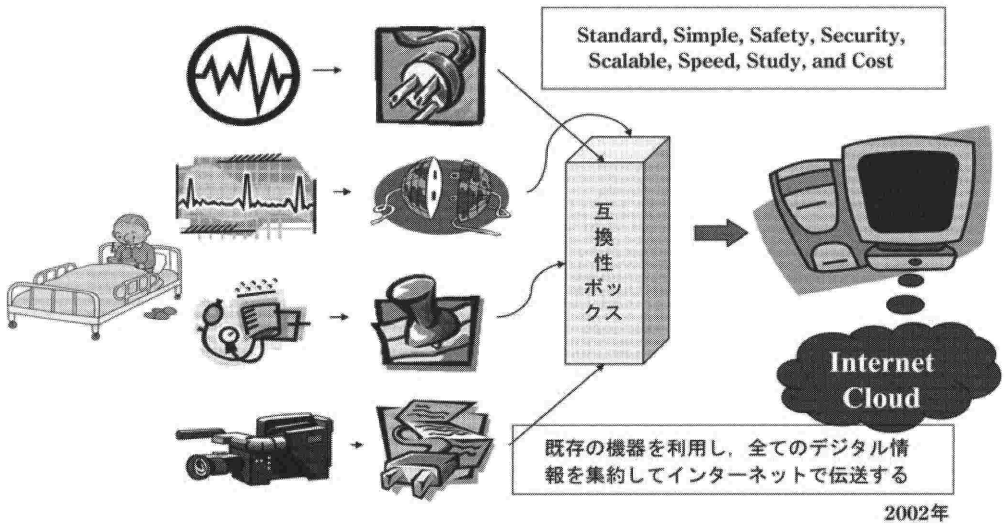 Standard, Simple, Safety, Security,
Scalable, Speed, Study, and Cost
互
換
性
ボッ
クス
Internet
Cloud
既存の機器を利用し，全てのデジタル情
報を集約してインターネットで伝送する
2002年